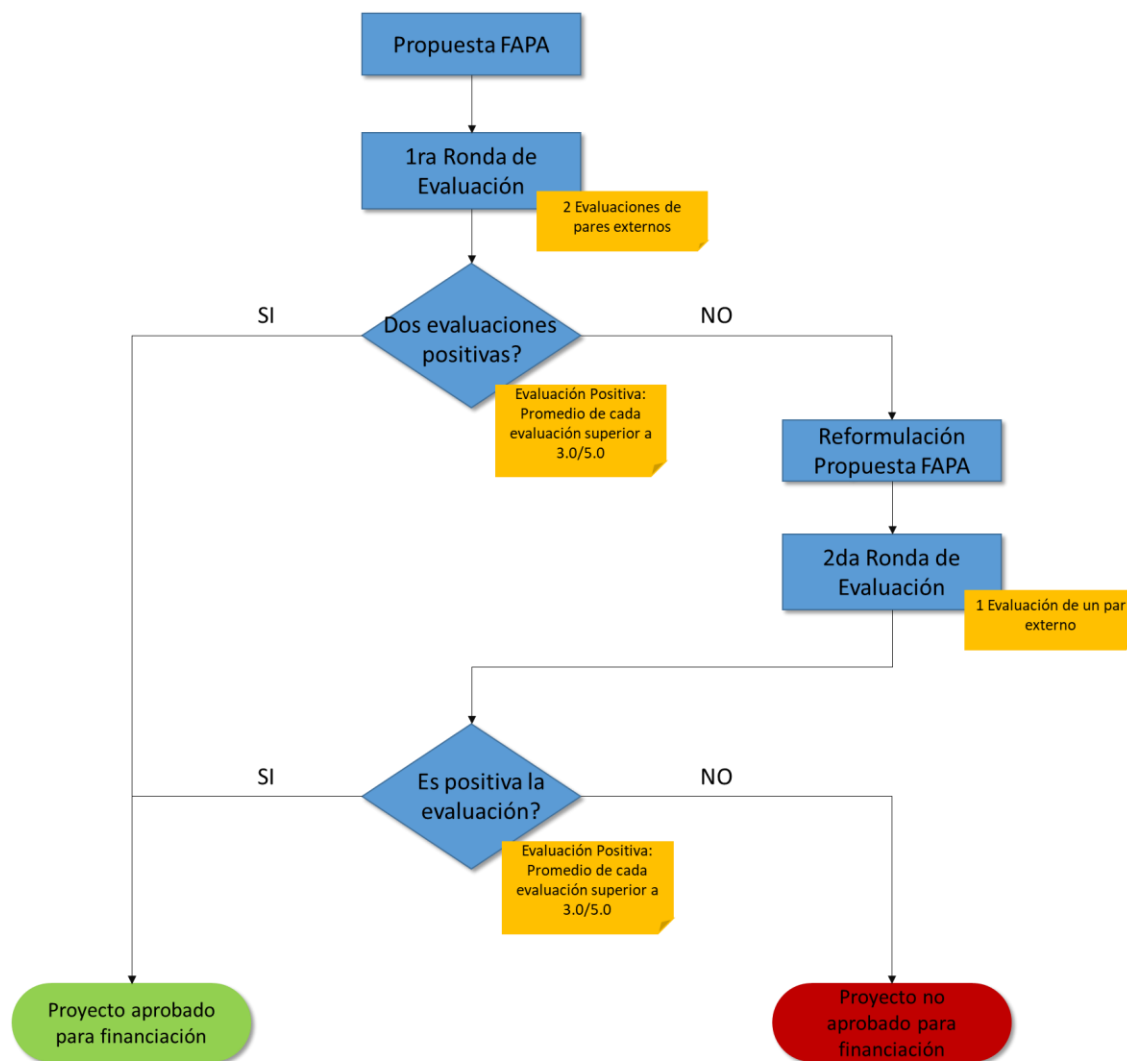 Propuesta FAPA
1ra Ronda de
Evaluación
2 Evaluaciones de
pares externos
SI
Dos evaluaciones
positivas?
NO
Evaluación Positiva:
Promedio de cada
evaluación superior a
3.0/5.0
Reformulación
Propuesta FAPA
2da Ronda de
Evaluación
1 Evaluación de un par
externo
SI
Es positiva la
evaluación?
NO
Evaluación Positiva:
Promedio de cada
evaluación superior a
3.0/5.0
Proyecto aprobado
para financiación
Proyecto no
aprobado para
financiación